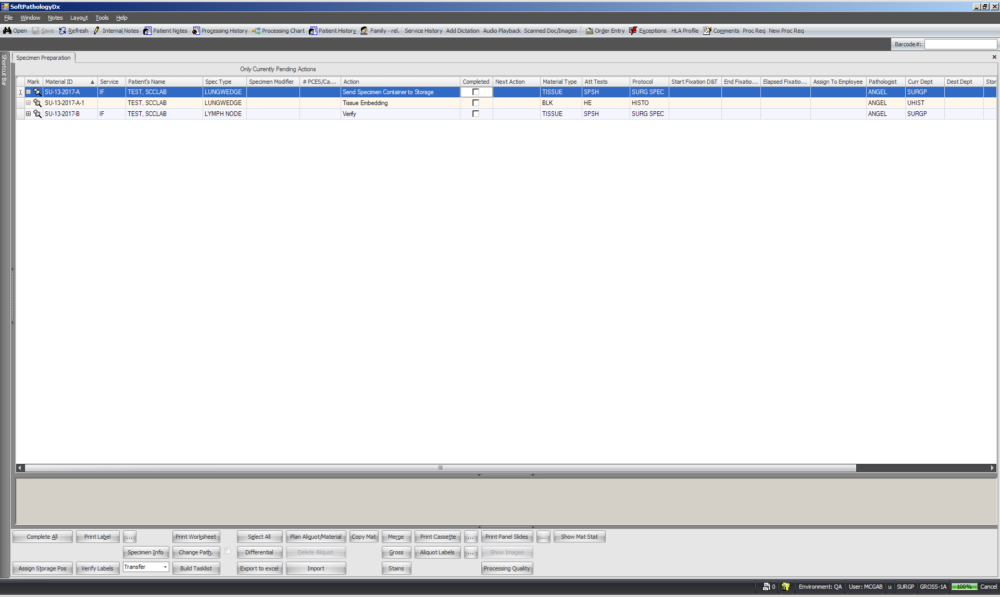 SoftPathologyDx
File Window Notes Layout Tools Help
Open Save Refresh Internal Notes Patient Notes Processing History Processing Chart Patient History Family - rel. Service History Add Dictation Audio Playback Scanned Doc/Images Order Entry Exceptions HLA Profile Comments Proc Req New Proc Req
Barcode#:
Shortcut Bar
Specimen Preparation
Only Currently Pending Actions
Mark Material ID Service Patient's Name Spec Type Specimen Modifier # PCES/Ca... Action Completed Next Action Material Type Att Tests Protocol Start Fixation D&T End Fixatio... Elapsed Fixatio... Assign To Employee Pathologist Curr Dept Dest Dept Stor
SU-13-2017-A IF TEST, SCCLAB LUNGWEDGE Send Specimen Container to Storage TISSUE SPSH SURG SPEC ANGEL SURGP
SU-13-2017-A-1 TEST, SCCLAB LUNGWEDGE Tissue Embedding BLK HE HISTO ANGEL UHIST
SU-13-2017-B IF TEST, SCCLAB LYMPH NODE Verify TISSUE SPSH SURG SPEC ANGEL SURGP
Complete All Print Label ... Print Worksheet Select All Plan Aliquot/Material Copy Mat Merge Print Cassette ... Print Panel Slides ... Show Mat Stat
Specimen Info Change Path. Differential Delete Aliquot Gross Aliquot Labels ... Show Images
Assign Storage Pos Verify Labels Transfer Build Tasklist Export to excel Import Stains Processing Quality
0 Environment: QA User: MCGAB u SURGP GROSS-1A 100% Cancel